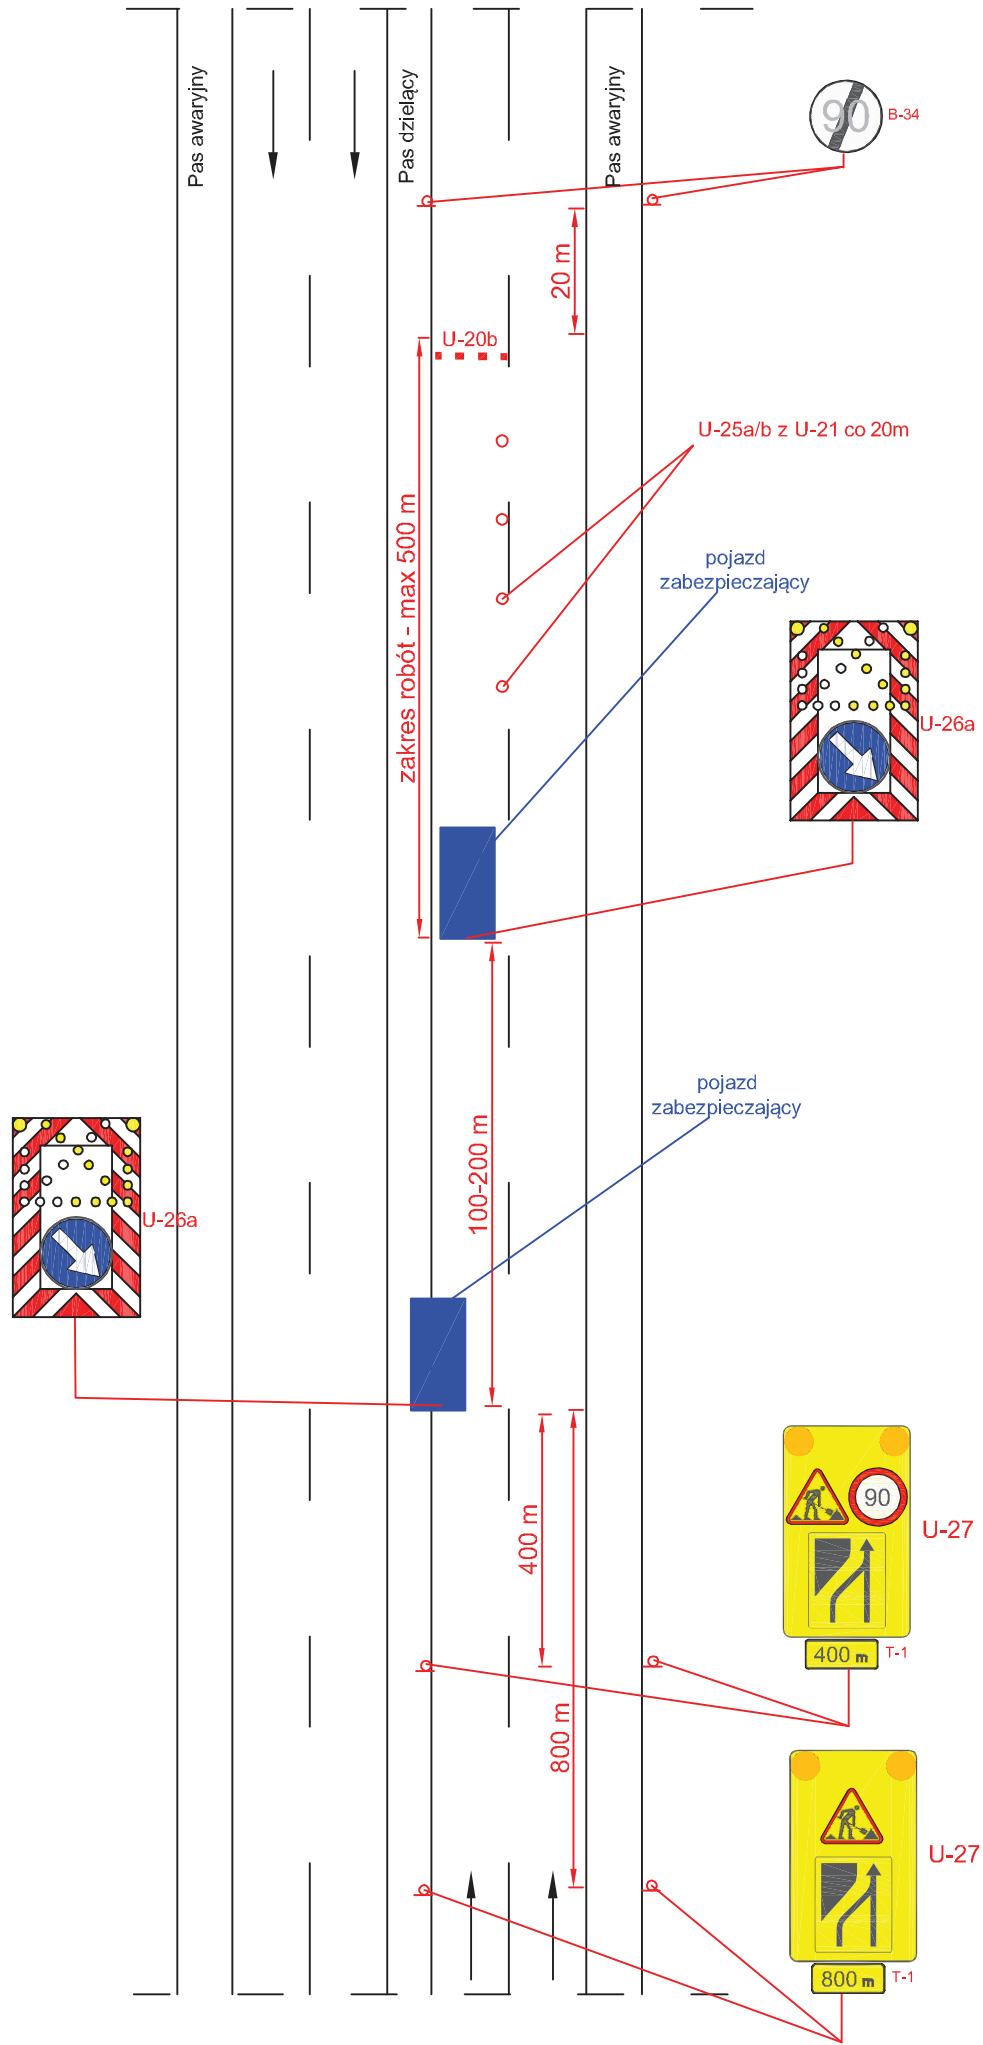 Pas awaryjny
Pas dzielący
Pas awaryjny
90
B-34
20 m
U-20b
U-25a/b z U-21 co 20m
zakres robót - max 500 m
pojazd
zabezpieczający
U-26a
pojazd
zabezpieczający
100-200 m
U-26a
400 m
90
U-27
400 m
T-1
800 m
U-27
800 m
T-1